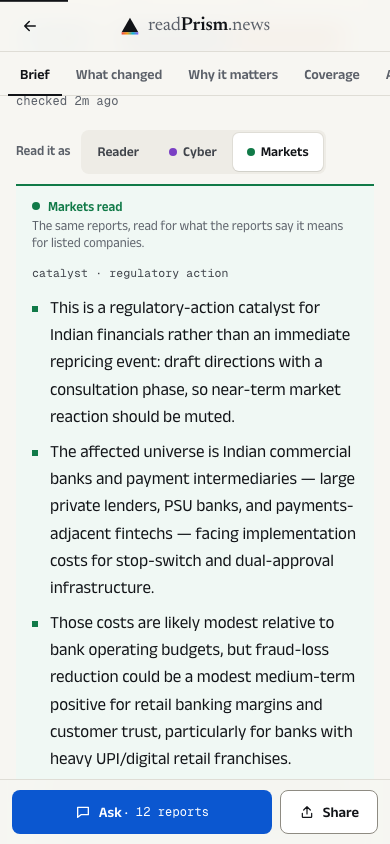 readPrism.news
Brief What changed Why it matters Coverage
checked 2m ago
Read it as Reader Cyber Markets
Markets read
The same reports, read for what the reports say it means
for listed companies.
catalyst · regulatory action
This is a regulatory-action catalyst for
Indian financials rather than an immediate
repricing event: draft directions with a
consultation phase, so near-term market
reaction should be muted.
The affected universe is Indian commercial
banks and payment intermediaries — large
private lenders, PSU banks, and payments-
adjacent fintechs — facing implementation
costs for stop-switch and dual-approval
infrastructure.
Those costs are likely modest relative to
bank operating budgets, but fraud-loss
reduction could be a modest medium-term
positive for retail banking margins and
customer trust, particularly for banks with
heavy UPI/digital retail franchises.
Ask · 12 reports Share